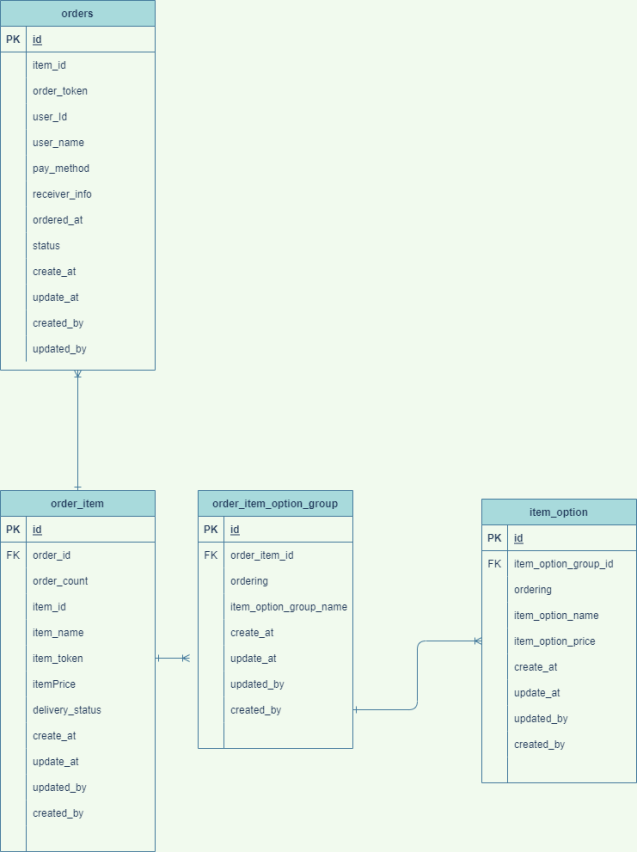 orders
PK id
item_id
order_token
user_Id
user_name
pay_method
receiver_info
ordered_at
status
create_at
update_at
created_by
updated_by
order_item
PK id
FK order_id
order_count
item_id
item_name
item_token
itemPrice
delivery_status
create_at
update_at
updated_by
created_by
order_item_option_group
PK id
FK order_item_id
ordering
item_option_group_name
create_at
update_at
updated_by
created_by
item_option
PK id
FK item_option_group_id
ordering
item_option_name
item_option_price
create_at
update_at
updated_by
created_by